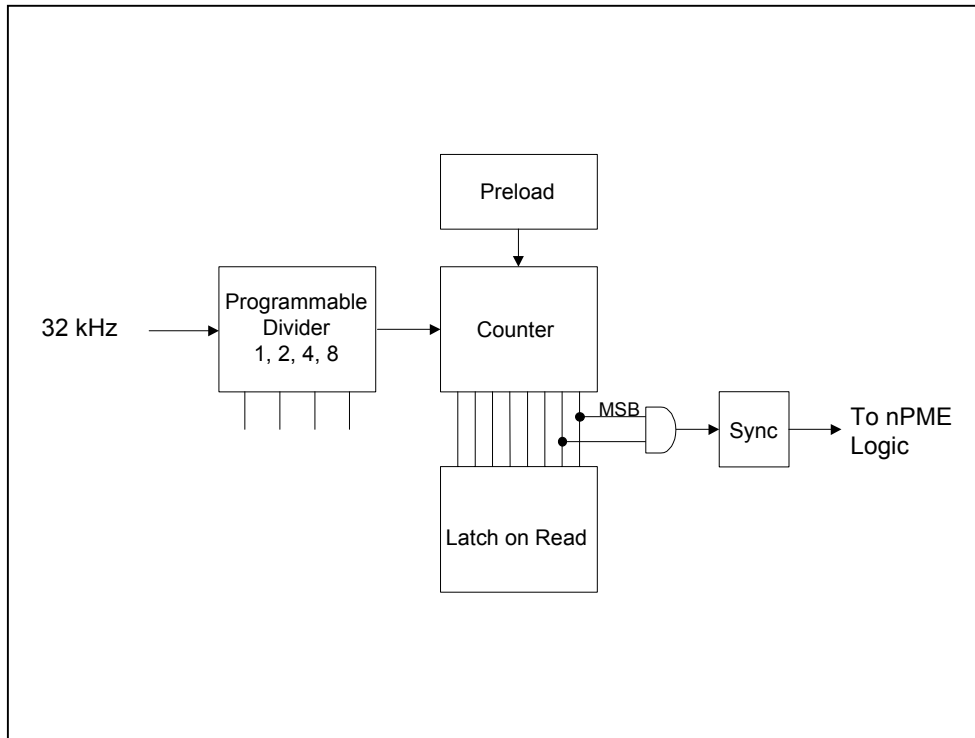 Preload
Programmable
Divider
1, 2, 4, 8
32 kHz
Counter
MSB
Sync
To nPME
Logic
Latch on Read